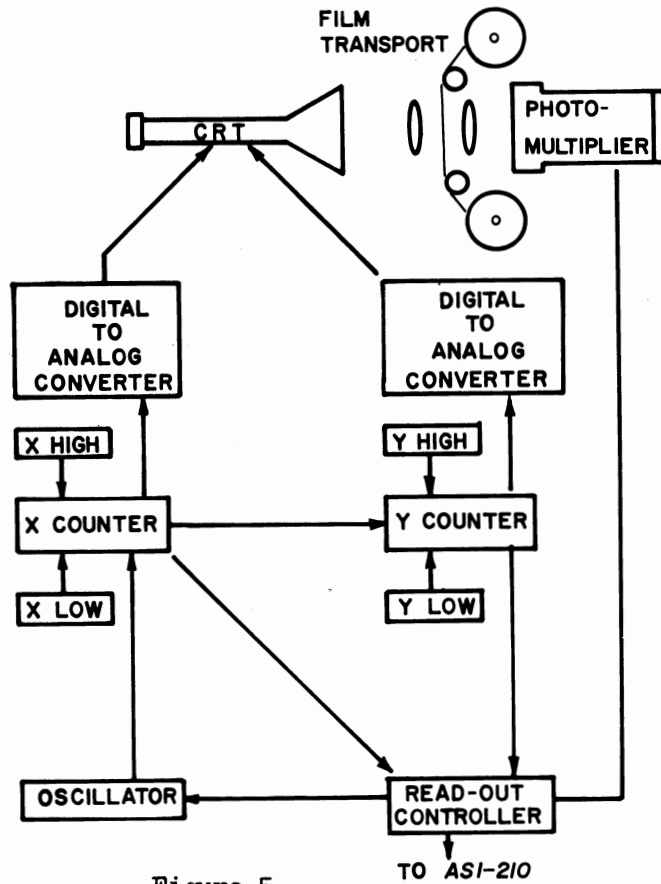 FILM
TRANSPORT
CRT
PHOTO-
MULTIPLIER
DIGITAL
TO
ANALOG
CONVERTER
DIGITAL
TO
ANALOG
CONVERTER
X HIGH
Y HIGH
X COUNTER
Y COUNTER
X LOW
Y LOW
OSCILLATOR
READ-OUT
CONTROLLER
TO ASI-210
Figure 5